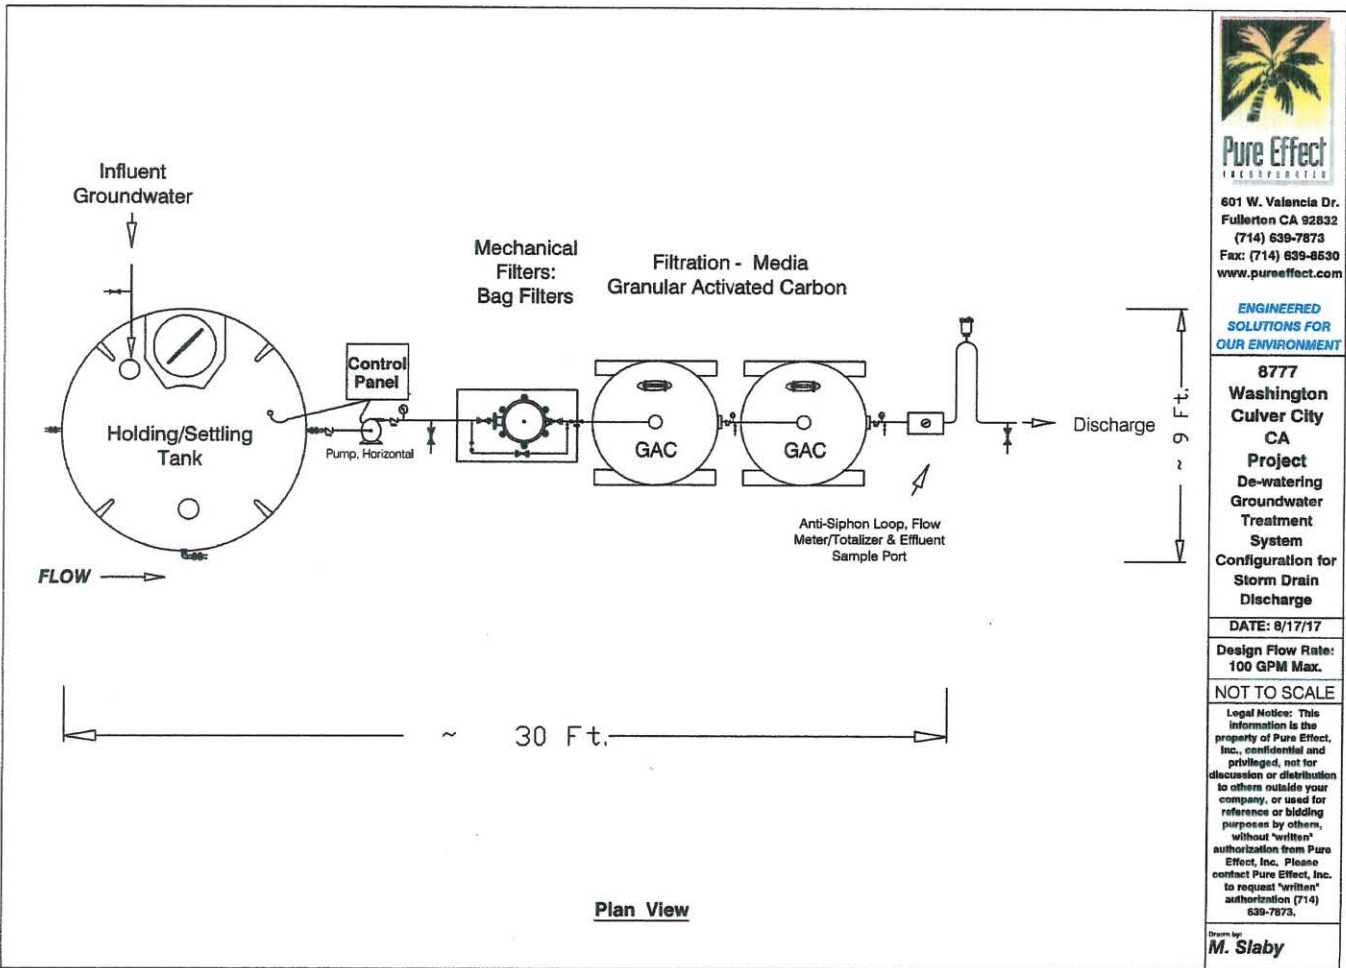 Influent
Groundwater
Mechanical
Filters:
Bag Filters
Filtration - Media
Granular Activated Carbon
Control
Panel
Holding/Settling
Tank
Pump, Horizontal
GAC
GAC
Discharge
~ 9 Ft.
Anti-Siphon Loop, Flow
Meter/Totalizer & Effluent
Sample Port
FLOW
~ 30 Ft.
Plan View
Pure Effect
INCORPORATED
601 W. Valencia Dr.
Fullerton CA 92832
(714) 639-7873
Fax: (714) 639-8530
www.pureeffect.com
ENGINEERED
SOLUTIONS FOR
OUR ENVIRONMENT
8777
Washington
Culver City
CA
Project
De-watering
Groundwater
Treatment
System
Configuration for
Storm Drain
Discharge
DATE: 8/17/17
Design Flow Rate:
100 GPM Max.
NOT TO SCALE
Legal Notice: This
information is the
property of Pure Effect,
Inc., confidential and
privileged, not for
discussion or distribution
to others outside your
company, or used for
reference or bidding
purposes by others,
without "written"
authorization from Pure
Effect, Inc. Please
contact Pure Effect, Inc.
to request "written"
authorization (714)
639-7873.
Drawn by:
M. Slaby